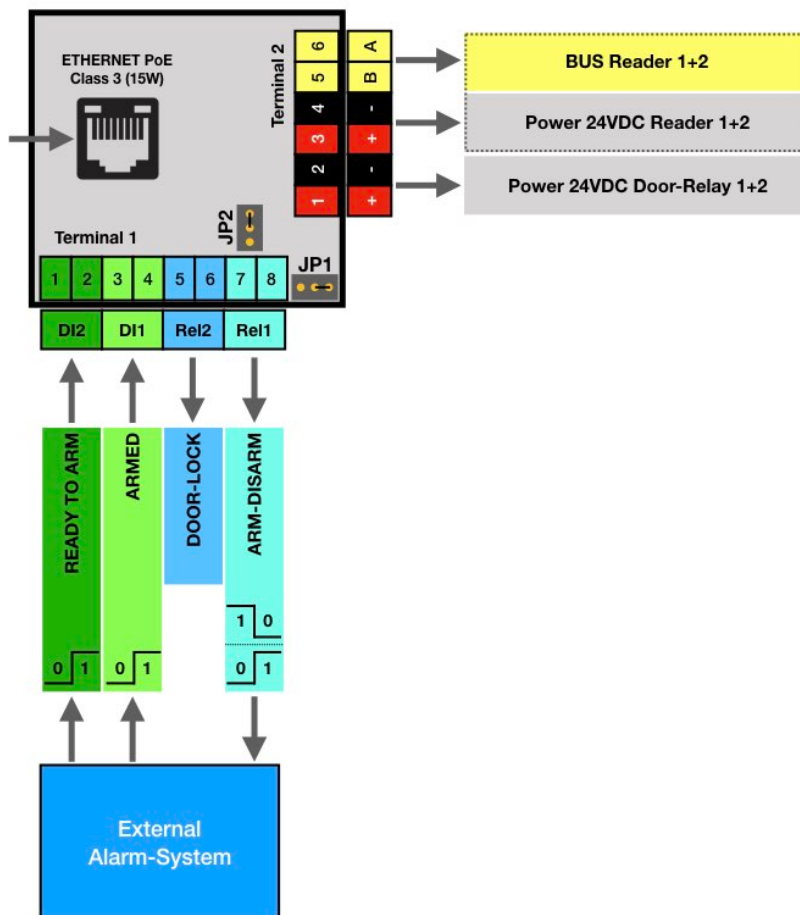 ETHERNET PoE
Class 3 (15W)
Terminal 2
6 A
5 B
4 -
3 +
2 -
1 +
BUS Reader 1+2
Power 24VDC Reader 1+2
Power 24VDC Door-Relay 1+2
JP2
Terminal 1
JP1
1 2 3 4 5 6 7 8
DI2 DI1 Rel2 Rel1
READY TO ARM
ARMED
DOOR-LOCK
ARM-DISARM
1 0
0 1 0 1 0 1
External
Alarm-System